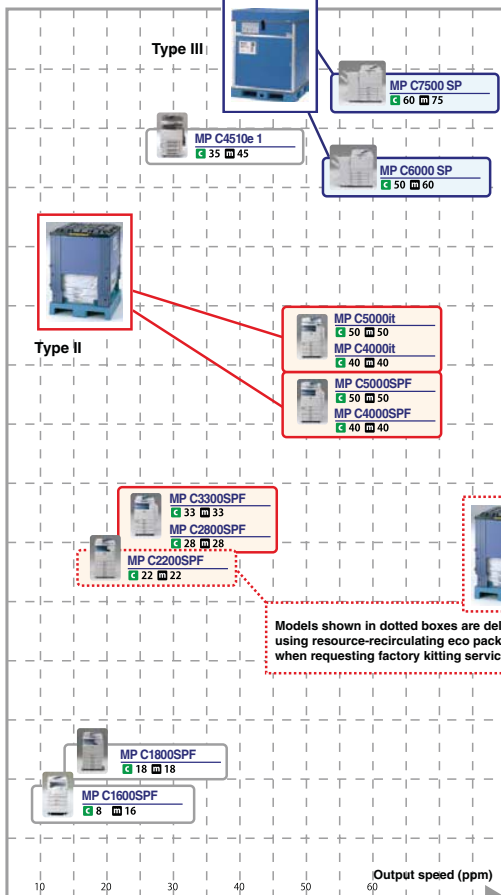 Type III
MP C7500 SP
C 60 m 75
MP C4510e 1
C 35 m 45
MP C6000 SP
C 50 m 60
Type II
MP C5000it
C 50 m 50
MP C4000it
C 40 m 40
MP C5000SPF
C 50 m 50
MP C4000SPF
C 40 m 40
MP C3300SPF
C 33 m 33
MP C2800SPF
C 28 m 28
MP C2200SPF
C 22 m 22
Models shown in dotted boxes are del
using resource-recirculating eco pack
when requesting factory kitting servic
MP C1800SPF
C 18 m 18
MP C1600SPF
C 8 m 16
Output speed (ppm)
10 20 30 40 50 60 70 80